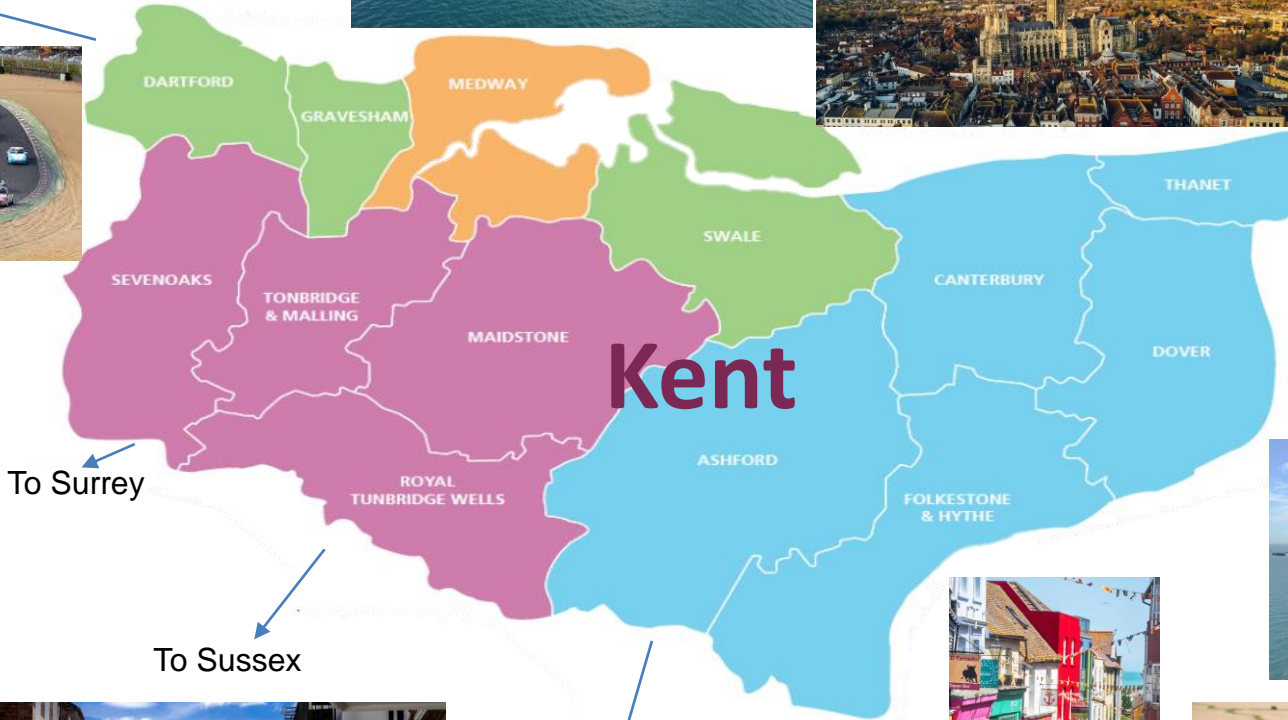 DARTFORD
MEDWAY
GRAVESHAM
THANET
SWALE
SEVENOAKS
CANTERBURY
TONBRIDGE
& MALLING
MAIDSTONE
DOVER
Kent
ASHFORD
To Surrey
ROYAL
TUNBRIDGE WELLS
FOLKESTONE
& HYTHE
To Sussex